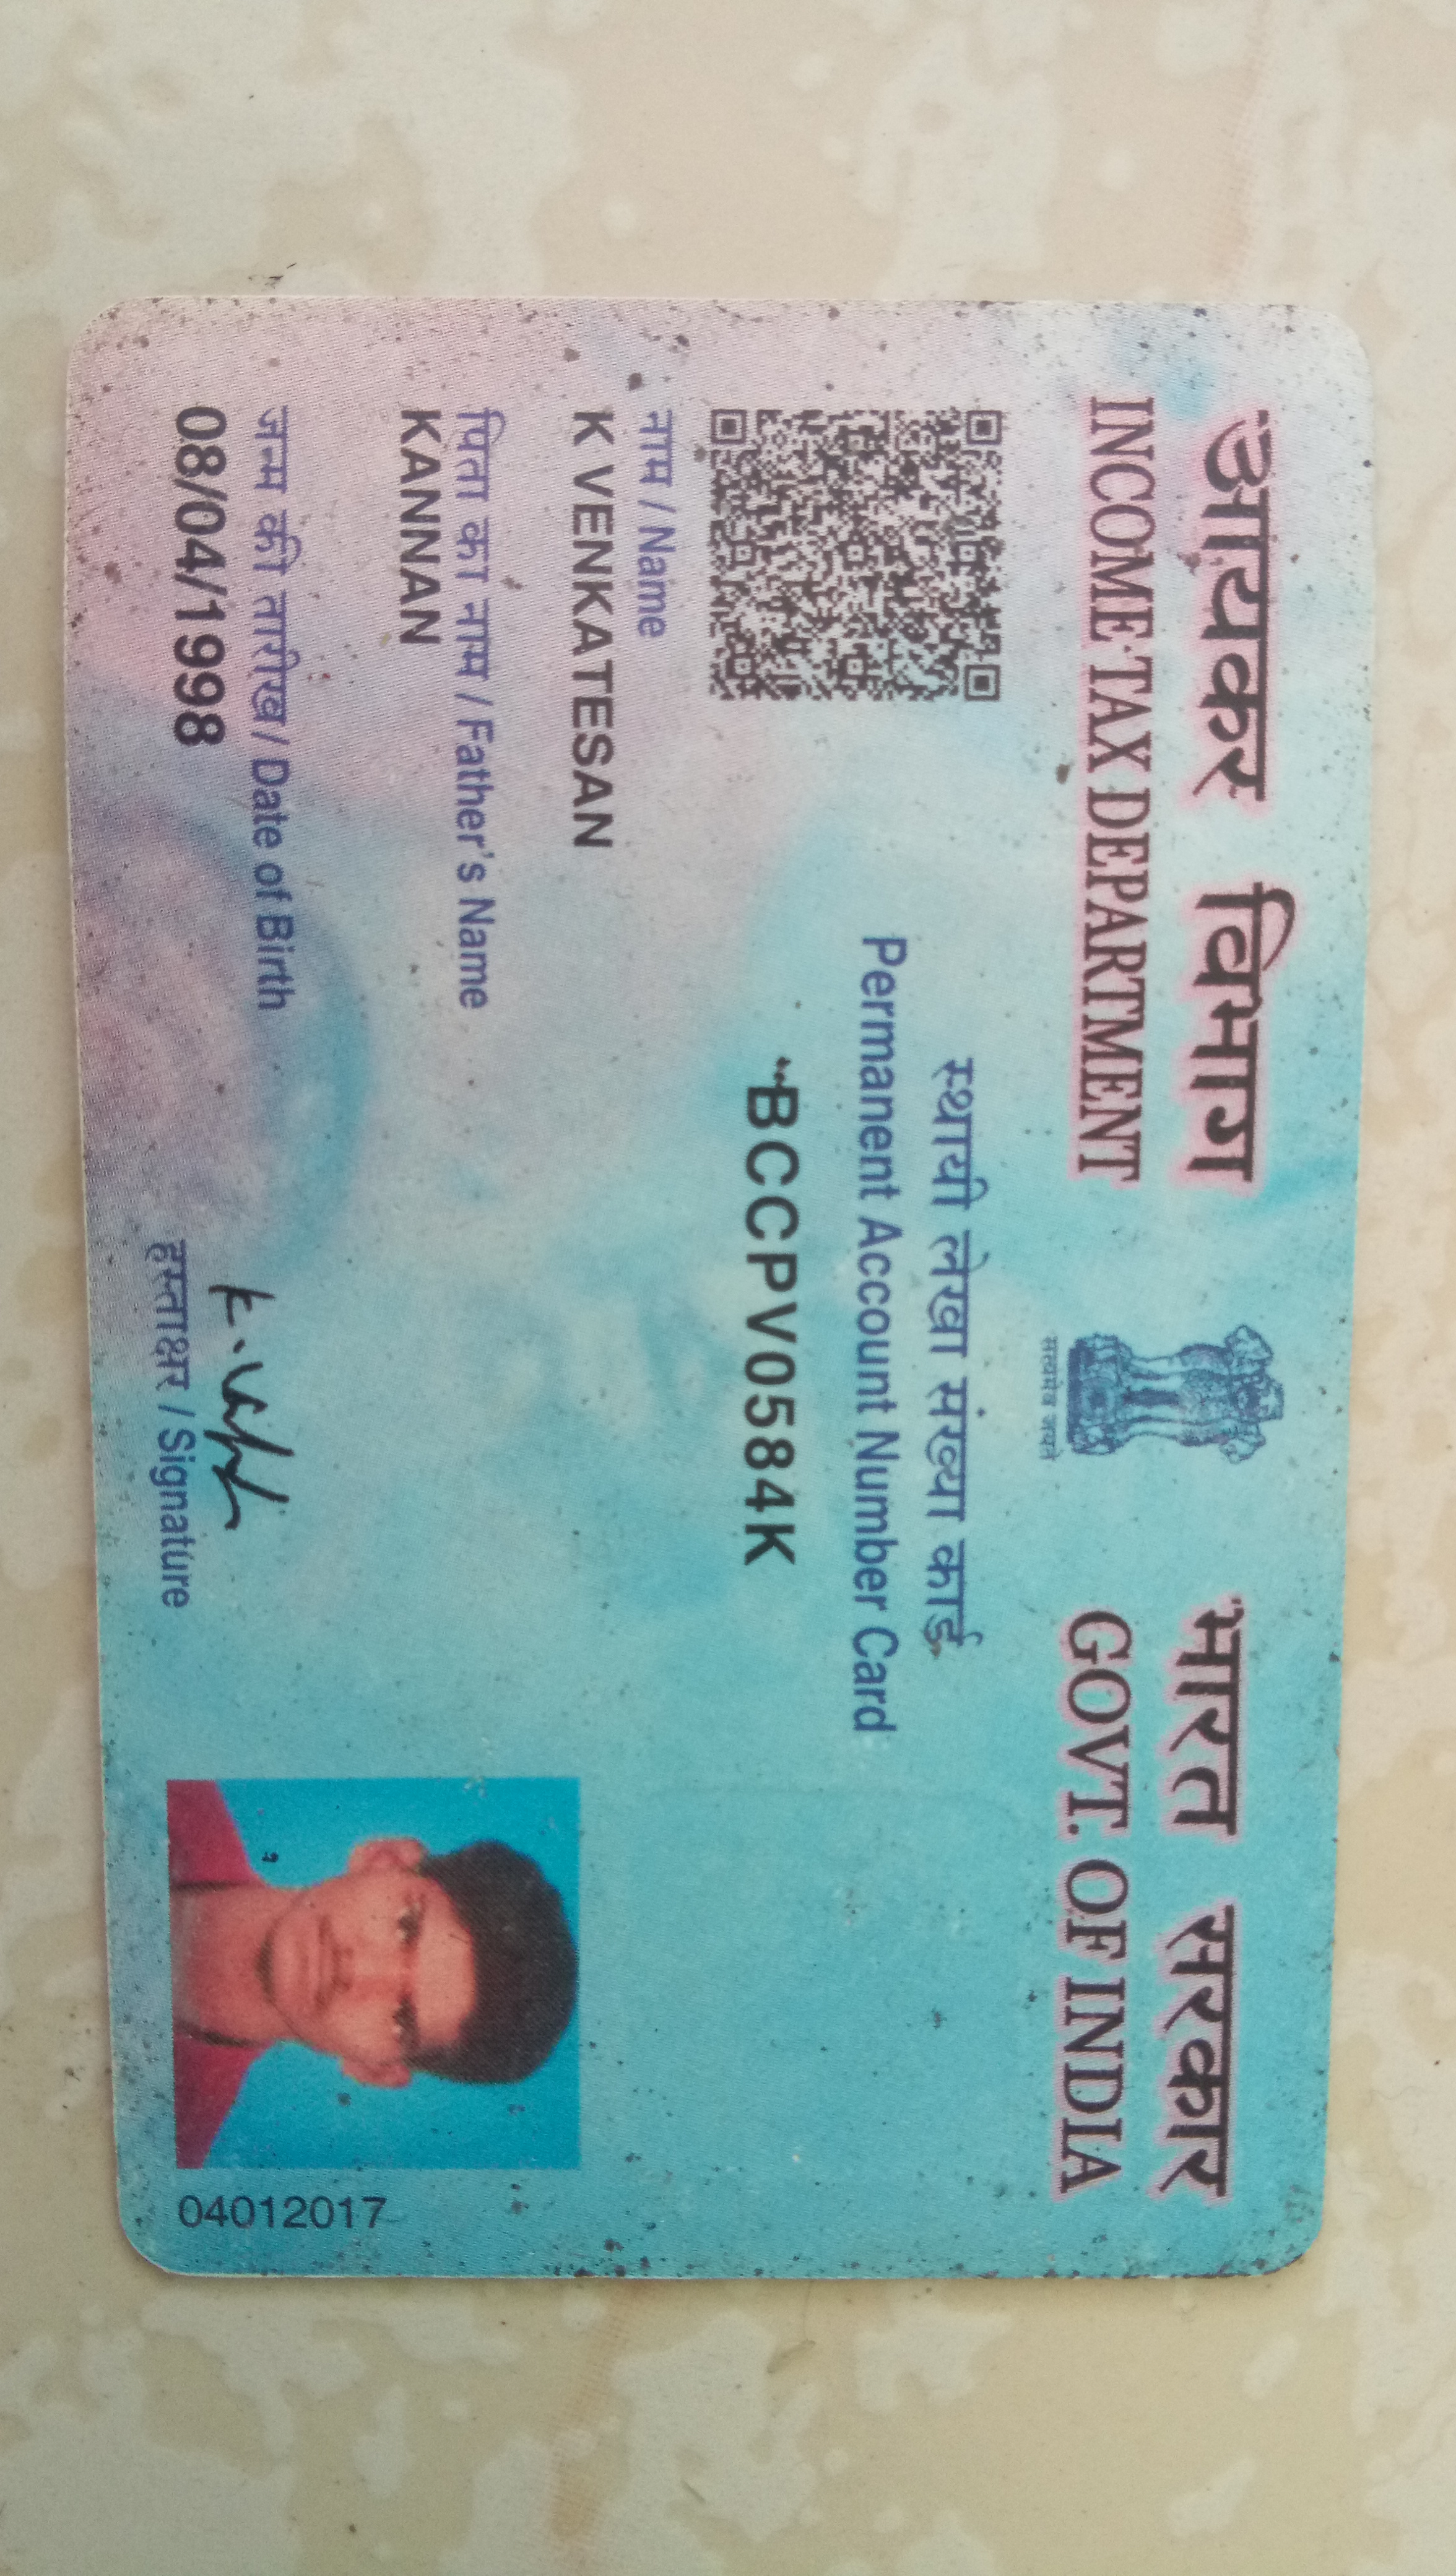 आयकर विभाग
INCOME TAX DEPARTMENT
सत्यमेव जयते
भारत सरकार
GOVT. OF INDIA
स्थायी लेखा संख्या कार्ड
Permanent Account Number Card
BCCPV0584K
नाम / Name
K VENKATESAN
पिता का नाम / Father's Name
KANNAN
जन्म की तारीख / Date of Birth
08/04/1998
हस्ताक्षर / Signature
04012017